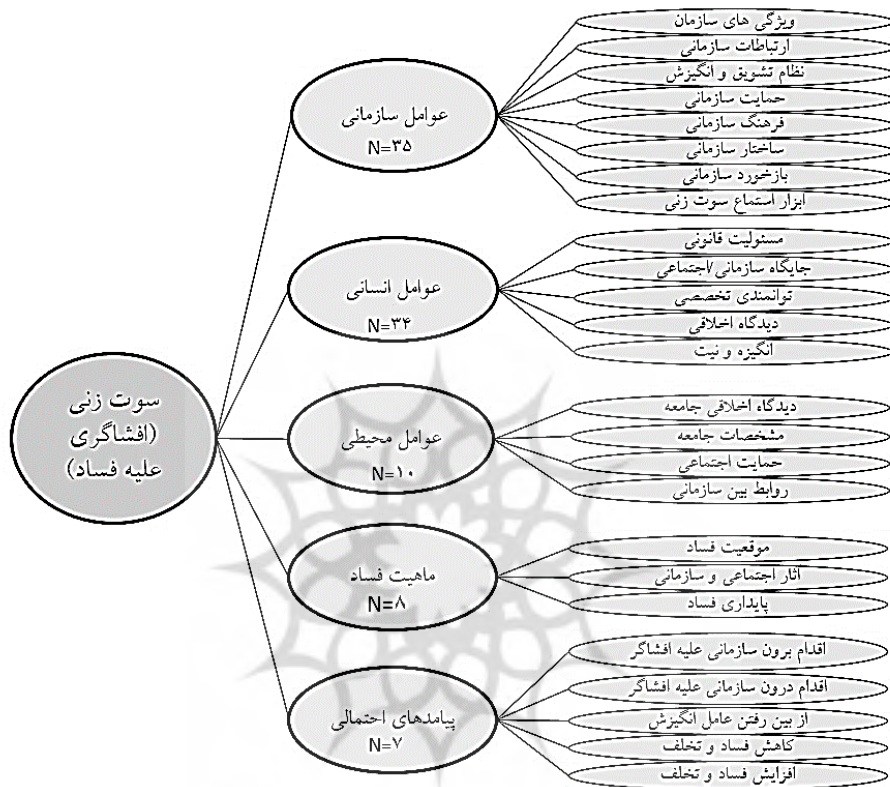 سوت زنی
(افشاگری
علیه فساد)
عوامل سازمانی
N=۳۵
ویژگی های سازمان
ارتباطات سازمانی
نظام تشویق و انگیزش
حمایت سازمانی
فرهنگ سازمانی
ساختار سازمانی
بازخورد سازمانی
ابزار استماع سوت زنی
عوامل انسانی
N=۳۴
مسئولیت قانونی
جایگاه سازمانی/اجتماعی
توانمندی تخصصی
دیدگاه اخلاقی
انگیزه و نیت
عوامل محیطی
N=۱۰
دیدگاه اخلاقی جامعه
مشخصات جامعه
حمایت اجتماعی
روابط بین سازمانی
ماهیت فساد
N=۸
موقعیت فساد
آثار اجتماعی و سازمانی
پایداری فساد
پیامدهای احتمالی
N=۷
اقدام برون سازمانی علیه افشاگر
اقدام درون سازمانی علیه افشاگر
از بین رفتن عامل انگیزش
کاهش فساد و تخلف
افزایش فساد و تخلف